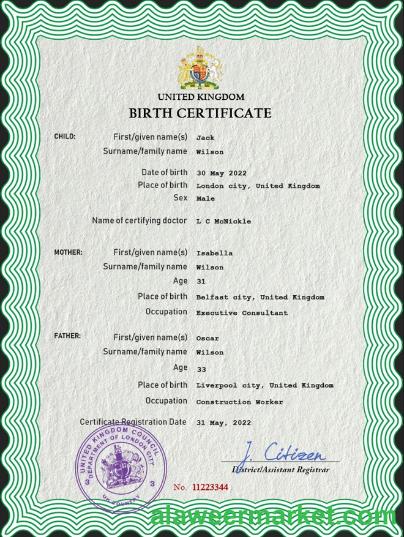 UNITED KINGDOM
BIRTH CERTIFICATE
CHILD: First/given name(s) Jack
Surname/family name Wilson
Date of birth 30 May 2022
Place of birth London city, United Kingdom
Sex Male
Name of certifying doctor L C McNickle
MOTHER: First/given name(s) Isabella
Surname/family name Wilson
Age 31
Place of birth Belfast city, United Kingdom
Occupation Executive Consultant
FATHER: First/given name(s) Oscar
Surname/family name Wilson
Age 33
Place of birth Liverpool city, United Kingdom
Occupation Construction Worker
Certificate Registration Date 31 May, 2022
UNITED KINGDOM COUNCIL
DEPARTMENT OF LONDON CITY
3 3
J. Citizen
District/Assistant Registrar
No. 11223344
alaweermarket.com